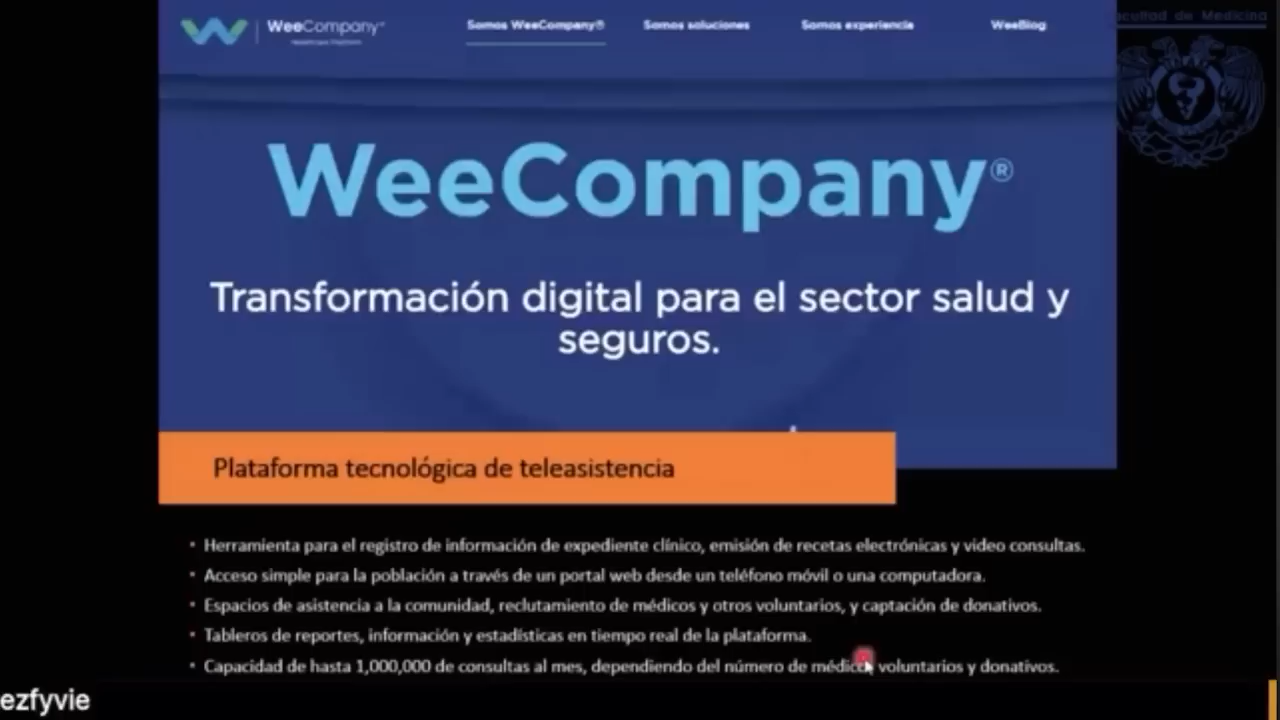 WeeCompany
Somos WeeCompany®
Somos soluciones
Somos experiencia
WeeBlog
Facultad de Medicina
WeeCompany®
Transformación digital para el sector salud y
seguros.
Plataforma tecnológica de teleasistencia
• Herramienta para el registro de información de expediente clínico, emisión de recetas electrónicas y video consultas.
• Acceso simple para la población a través de un portal web desde un teléfono móvil o una computadora.
• Espacios de asistencia a la comunidad, reclutamiento de médicos y otros voluntarios, y captación de donativos.
• Tableros de reportes, información y estadísticas en tiempo real de la plataforma.
• Capacidad de hasta 1,000,000 de consultas al mes, dependiendo del número de médicos, voluntarios y donativos.
ezfyvie